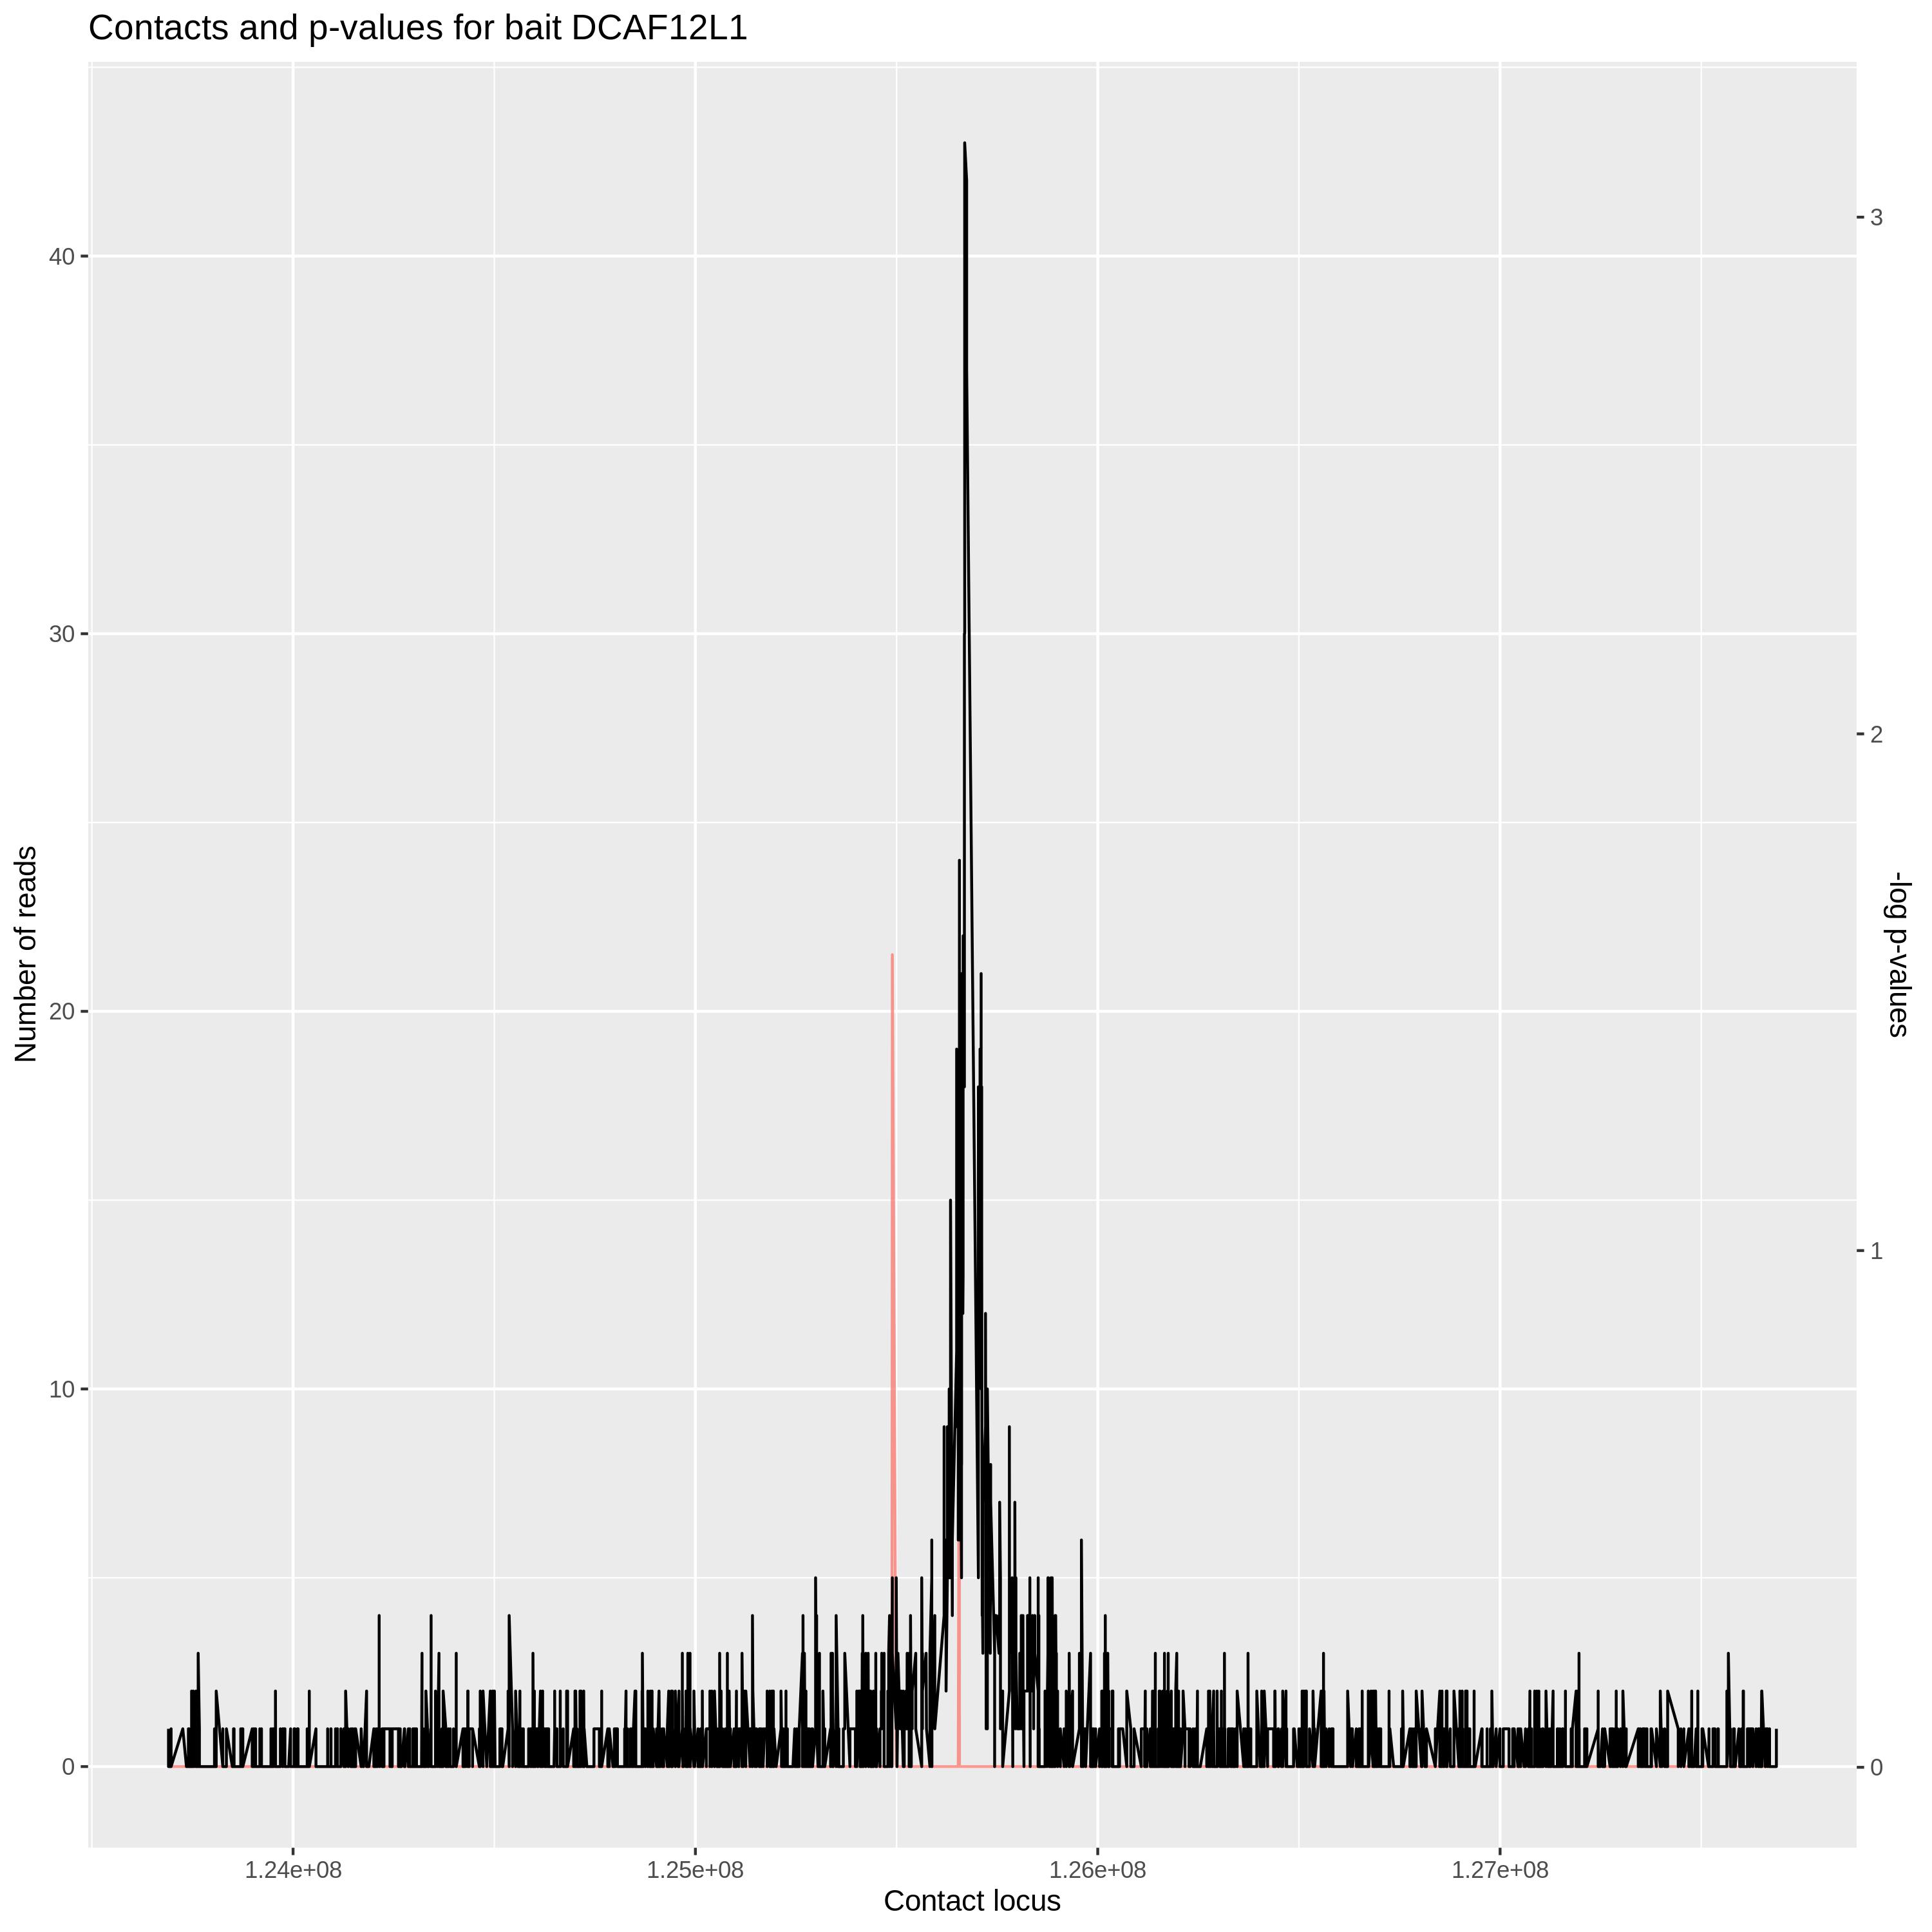 Contacts and p-values for bait DCAF12L1
40
30
20
10
0
3
2
1
0
Number of reads
-log p-values
1.24e+08
1.25e+08
1.26e+08
1.27e+08
Contact locus